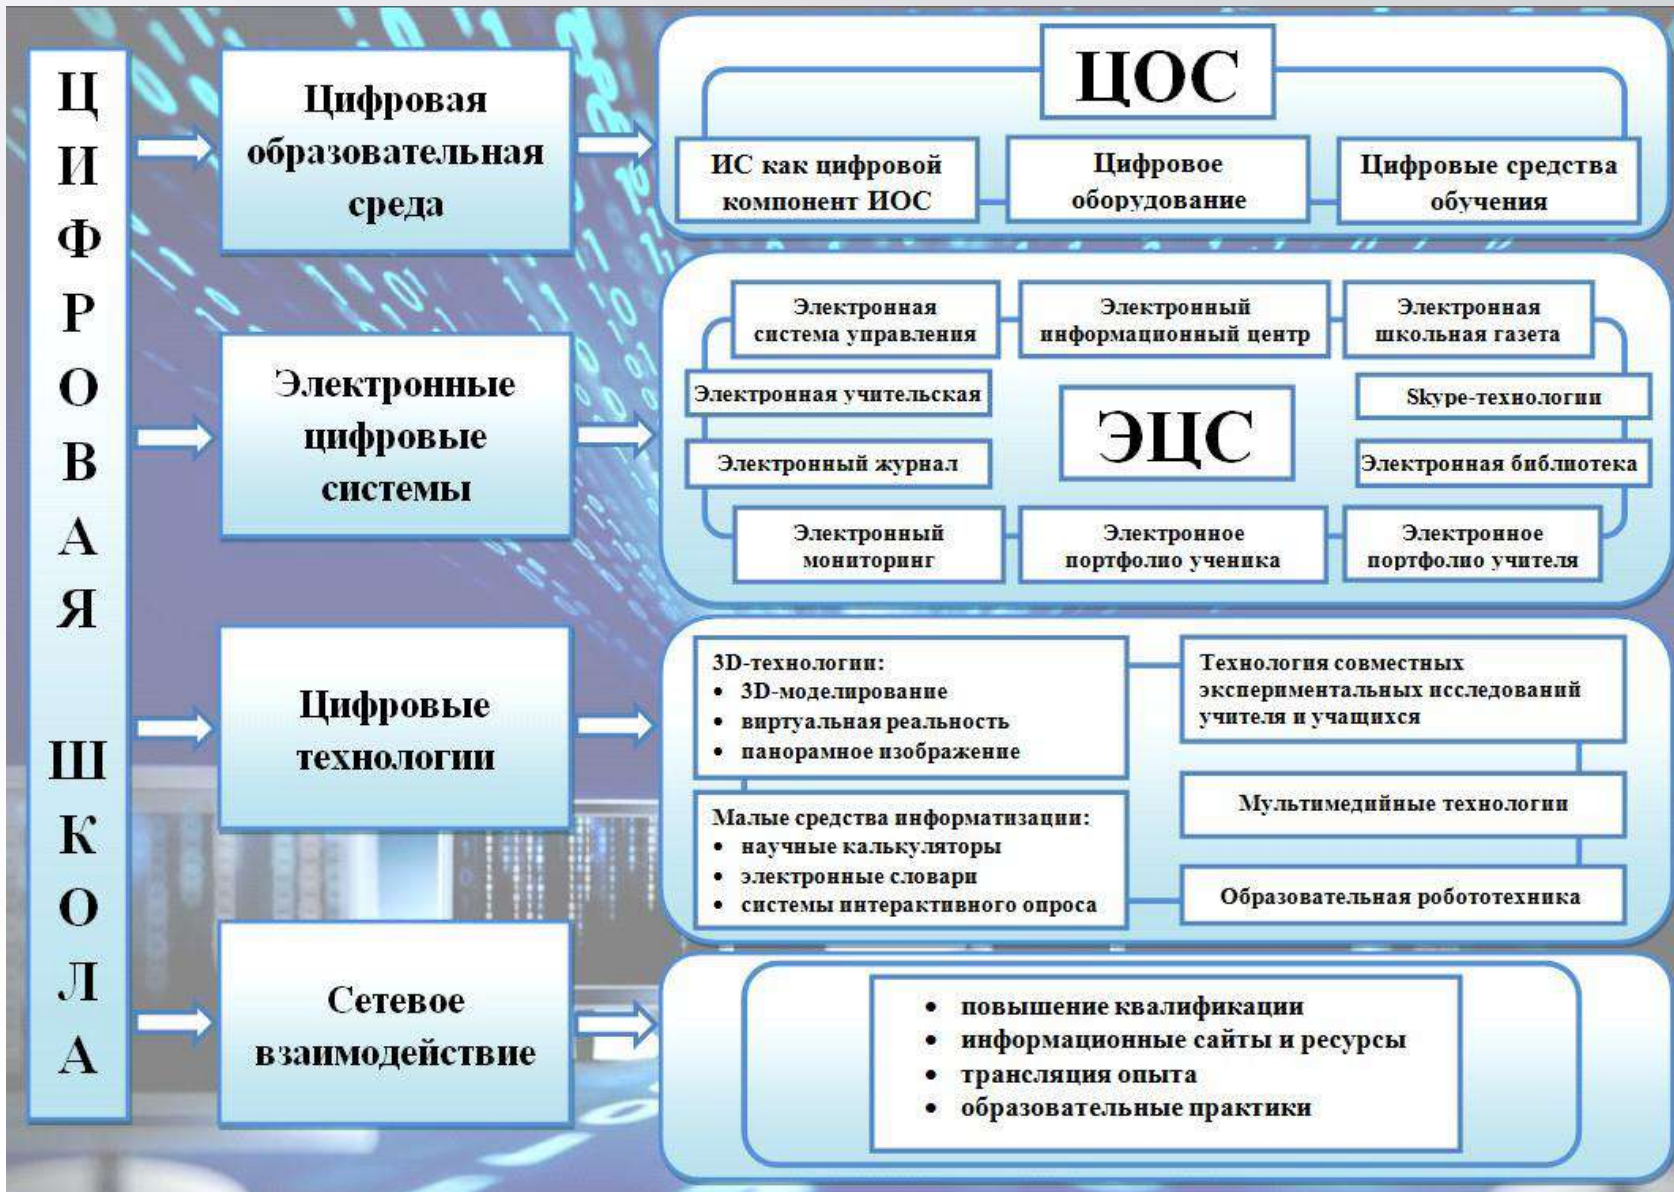 ЦИФРОВАЯ ШКОЛА
Цифровая
образовательная
среда
ЦОС
ИС как цифровой
компонент ИОС
Цифровое
оборудование
Цифровые средства
обучения
Электронные
цифровые
системы
Электронная
система управления
Электронный
информационный центр
Электронная
школьная газета
Электронная учительская
ЭЦС
Skype-технологии
Электронный журнал
Электронная библиотека
Электронный
мониторинг
Электронное
портфолио ученика
Электронное
портфолио учителя
Цифровые
технологии
3D-технологии:
• 3D-моделирование
• виртуальная реальность
• панорамное изображение
Технология совместных
экспериментальных исследований
учителя и учащихся
Малые средства информатизации:
• научные калькуляторы
• электронные словари
• системы интерактивного опроса
Мультимедийные технологии
Образовательная робототехника
Сетевое
взаимодействие
• повышение квалификации
• информационные сайты и ресурсы
• трансляция опыта
• образовательные практики